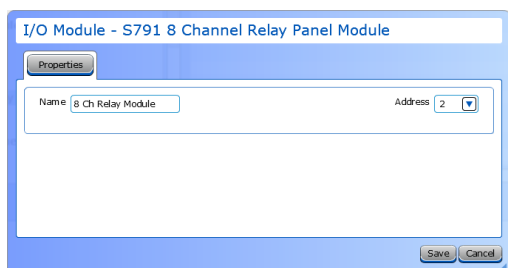 I/O Module - S791 8 Channel Relay Panel Module
Properties
Name 8 Ch Relay Module Address 2
Save Cancel